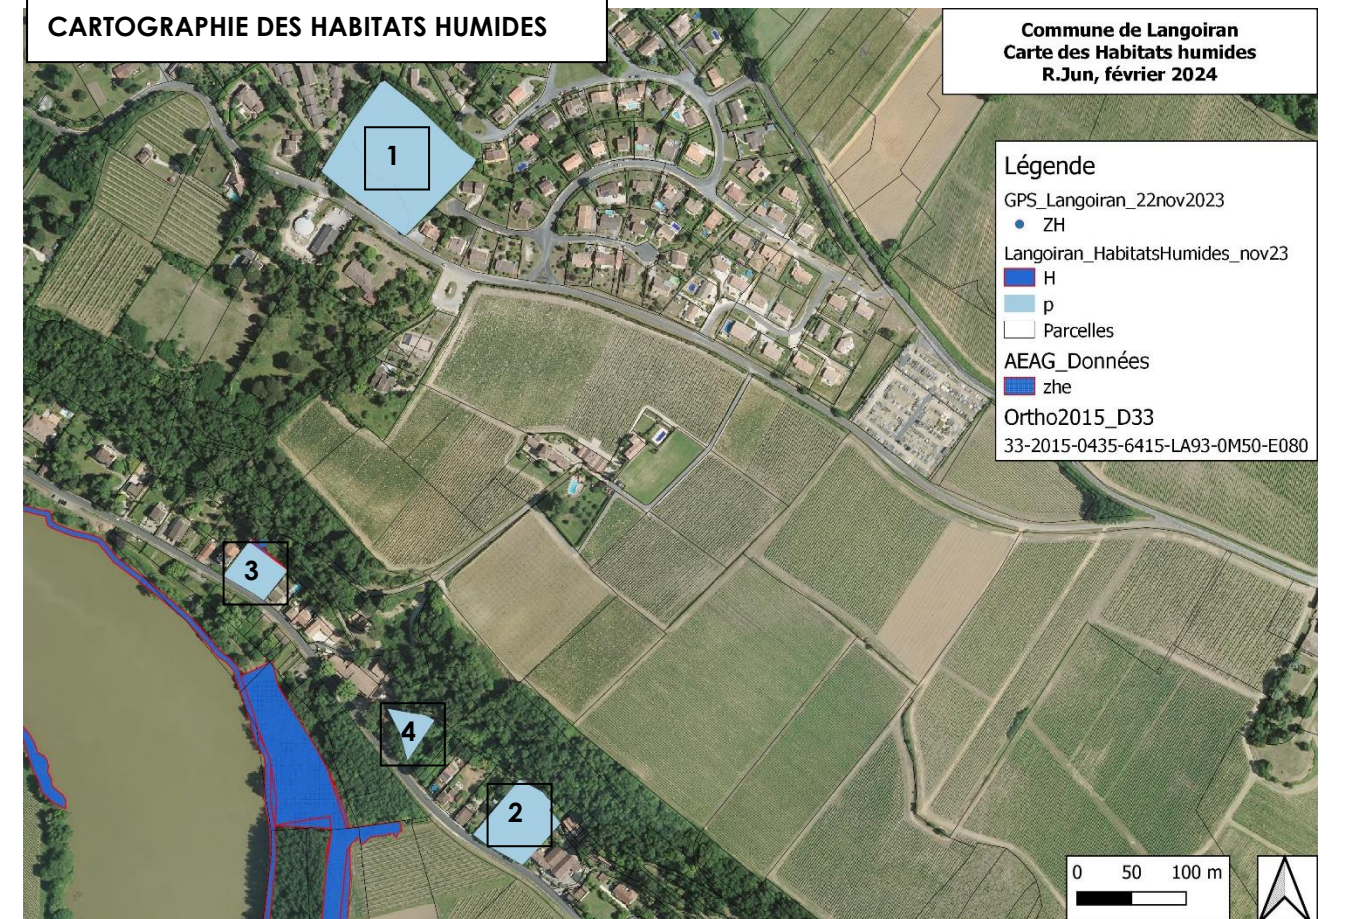 CARTOGRAPHIE DES HABITATS HUMIDES
Commune de Langoiran
Carte des Habitats humides
R.Jun, février 2024
Légende
GPS_Langoiran_22nov2023
ZH
Langoiran_HabitatsHumides_nov23
H
p
Parcelles
AEAG_Données
zhe
Ortho2015_D33
33-2015-0435-6415-LA93-0M50-E080
1
3
4
2
0 50 100 m